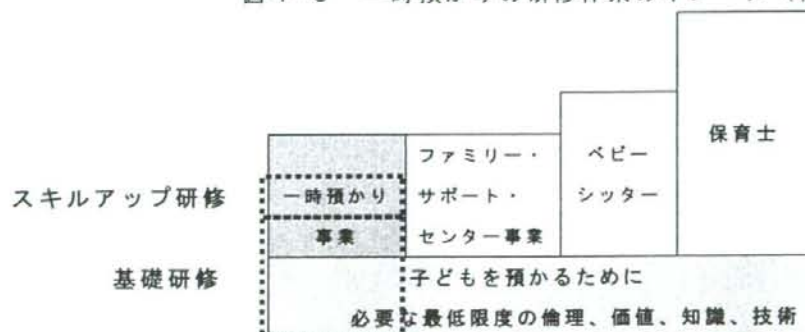 保育士
ファミリー・
ベビー
スキルアップ研修
一時預かり
サポート・
シッター
事業
センター事業
基礎研修
子どもを預かるために
必要な最低限度の倫理、価値、知識、技術